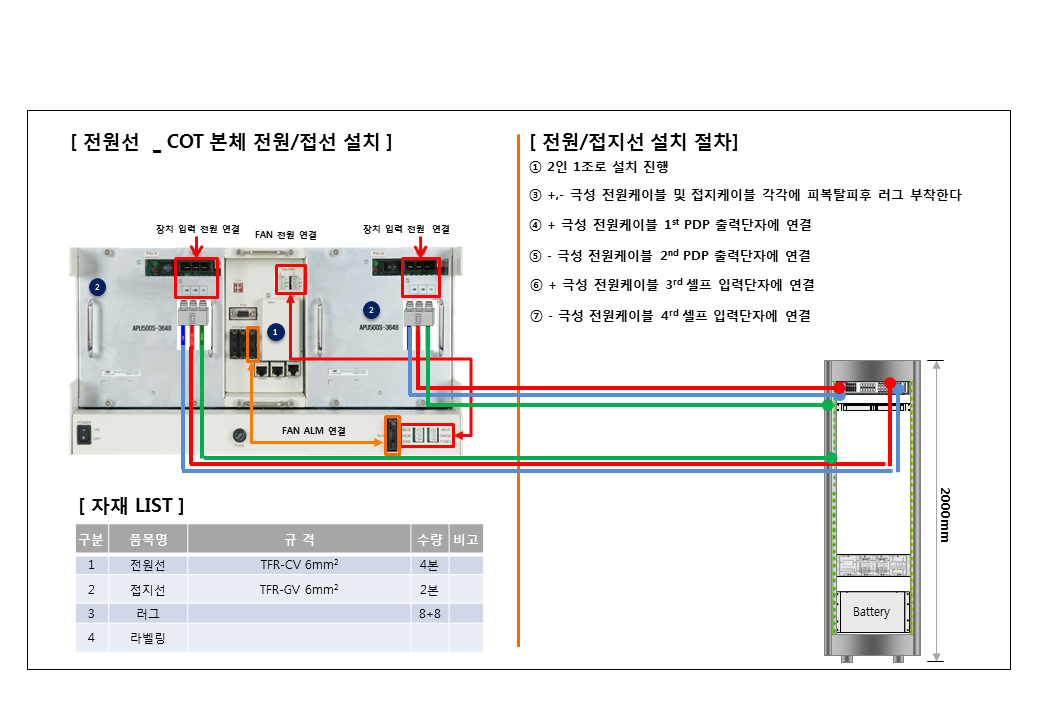 [ 전원선 _ COT 본체 전원/접선 설치 ]
[ 전원/접지선 설치 절차]
① 2인 1조로 설치 진행
③ +,- 극성 전원케이블 및 접지케이블 각각에 피복탈피후 러그 부착한다
④ + 극성 전원케이블 1st PDP 출력단자에 연결
⑤ - 극성 전원케이블 2nd PDP 출력단자에 연결
⑥ + 극성 전원케이블 3rd 셀프 입력단자에 연결
⑦ - 극성 전원케이블 4rd 셀프 입력단자에 연결
장치 입력 전원 연결
FAN 전원 연결
장치 입력 전원 연결
2
2
1
APU500S-3648
APU500S-3648
POWER
ON
OFF
FUSE
FAN ALM 연결
2000mm
Battery
[ 자재 LIST ]
구분 품목명 규 격 수량 비고
1 전원선 TFR-CV 6mm2 4본
2 접지선 TFR-GV 6mm2 2본
3 러그 8+8
4 라벨링